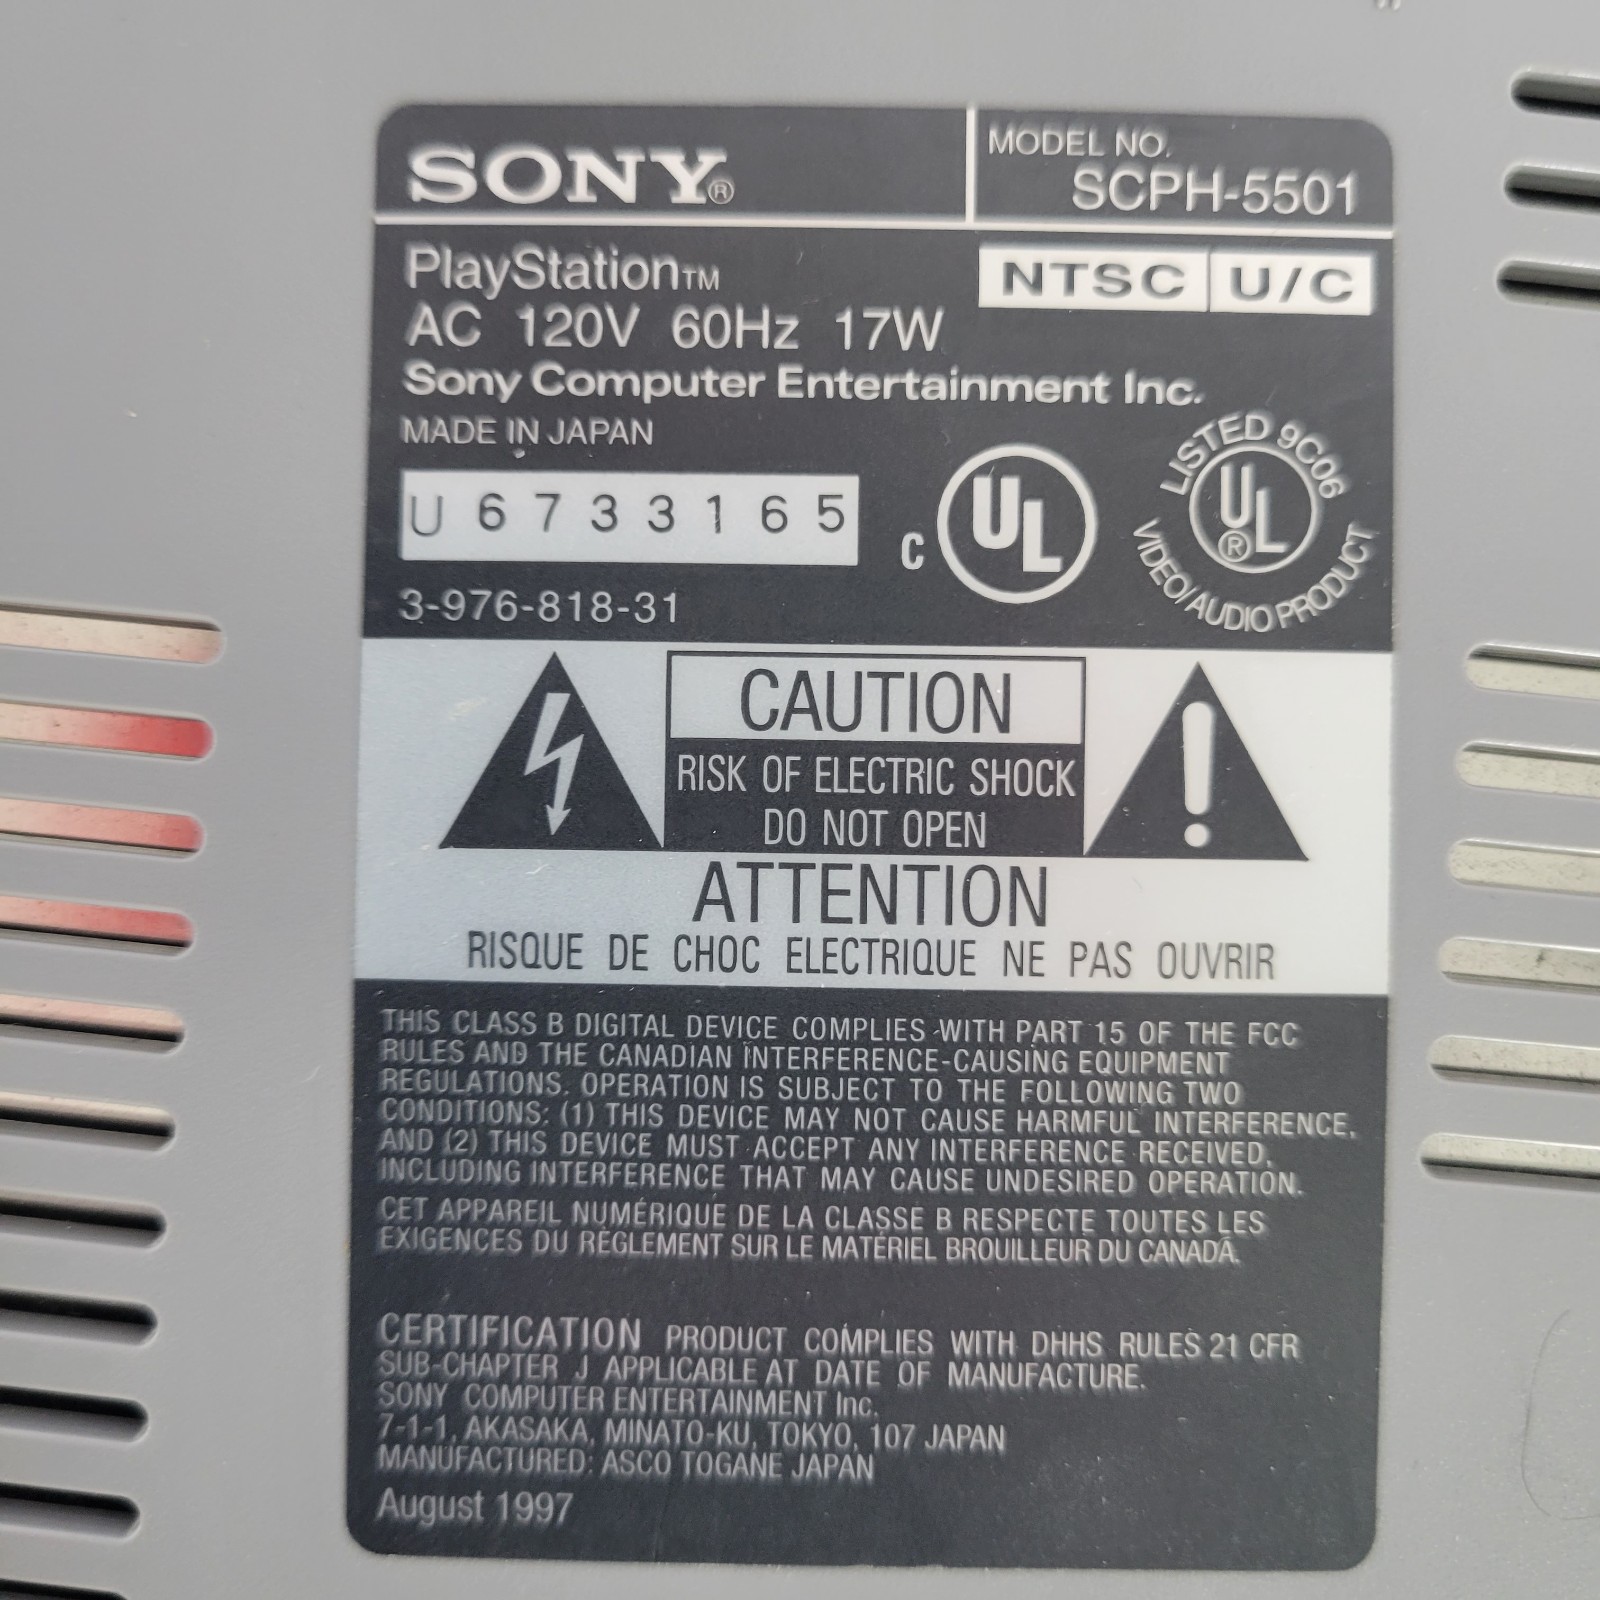 SONY®
MODEL NO.
SCPH-5501
PlayStation™
NTSC U/C
AC 120V 60Hz 17W
Sony Computer Entertainment Inc.
MADE IN JAPAN
U6733165
C UL
LISTED 9C06
UL®
VIDEO/AUDIO PRODUCT
3-976-818-31
CAUTION
RISK OF ELECTRIC SHOCK
DO NOT OPEN
ATTENTION
RISQUE DE CHOC ELECTRIQUE NE PAS OUVRIR
THIS CLASS B DIGITAL DEVICE COMPLIES WITH PART 15 OF THE FCC
RULES AND THE CANADIAN INTERFERENCE-CAUSING EQUIPMENT
REGULATIONS. OPERATION IS SUBJECT TO THE FOLLOWING TWO
CONDITIONS: (1) THIS DEVICE MAY NOT CAUSE HARMFUL INTERFERENCE,
AND (2) THIS DEVICE MUST ACCEPT ANY INTERFERENCE RECEIVED,
INCLUDING INTERFERENCE THAT MAY CAUSE UNDESIRED OPERATION.
CET APPAREIL NUMÉRIQUE DE LA CLASSE B RESPECTE TOUTES LES
EXIGENCES DU RÈGLEMENT SUR LE MATÉRIEL BROUILLEUR DU CANADA.
CERTIFICATION PRODUCT COMPLIES WITH DHHS RULES 21 CFR
SUB-CHAPTER J APPLICABLE AT DATE OF MANUFACTURE.
SONY COMPUTER ENTERTAINMENT Inc.
7-1-1, AKASAKA, MINATO-KU, TOKYO, 107 JAPAN
MANUFACTURED: ASCO TOGANE JAPAN
August 1997